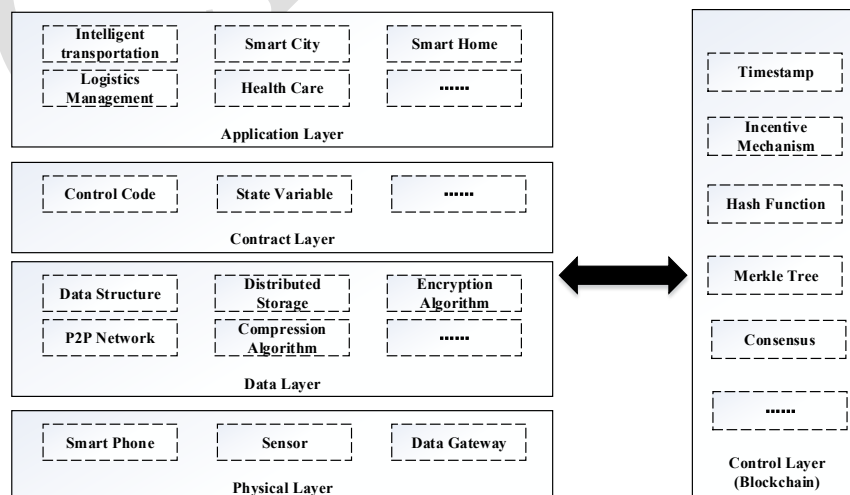 Intelligent
transportation
Smart City
Smart Home
Logistics
Management
Health Care
......
Application Layer
Control Code
State Variable
......
Contract Layer
Data Structure
Distributed
Storage
Encryption
Algorithm
P2P Network
Compression
Algorithm
......
Data Layer
Smart Phone
Sensor
Data Gateway
Physical Layer
Timestamp
Incentive
Mechanism
Hash Function
Merkle Tree
Consensus
......
Control Layer
(Blockchain)